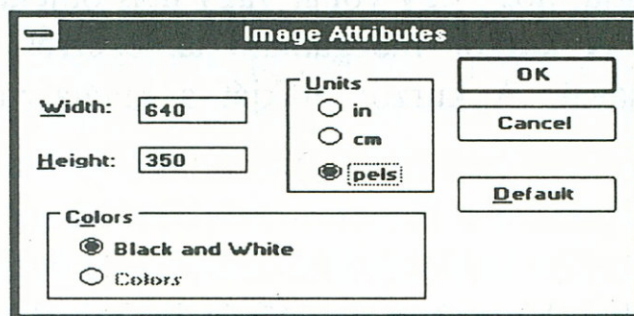 Image Attributes
Width: 640
Height: 350
Units
in
cm
pels
OK
Cancel
Default
Colors
Black and White
Colors